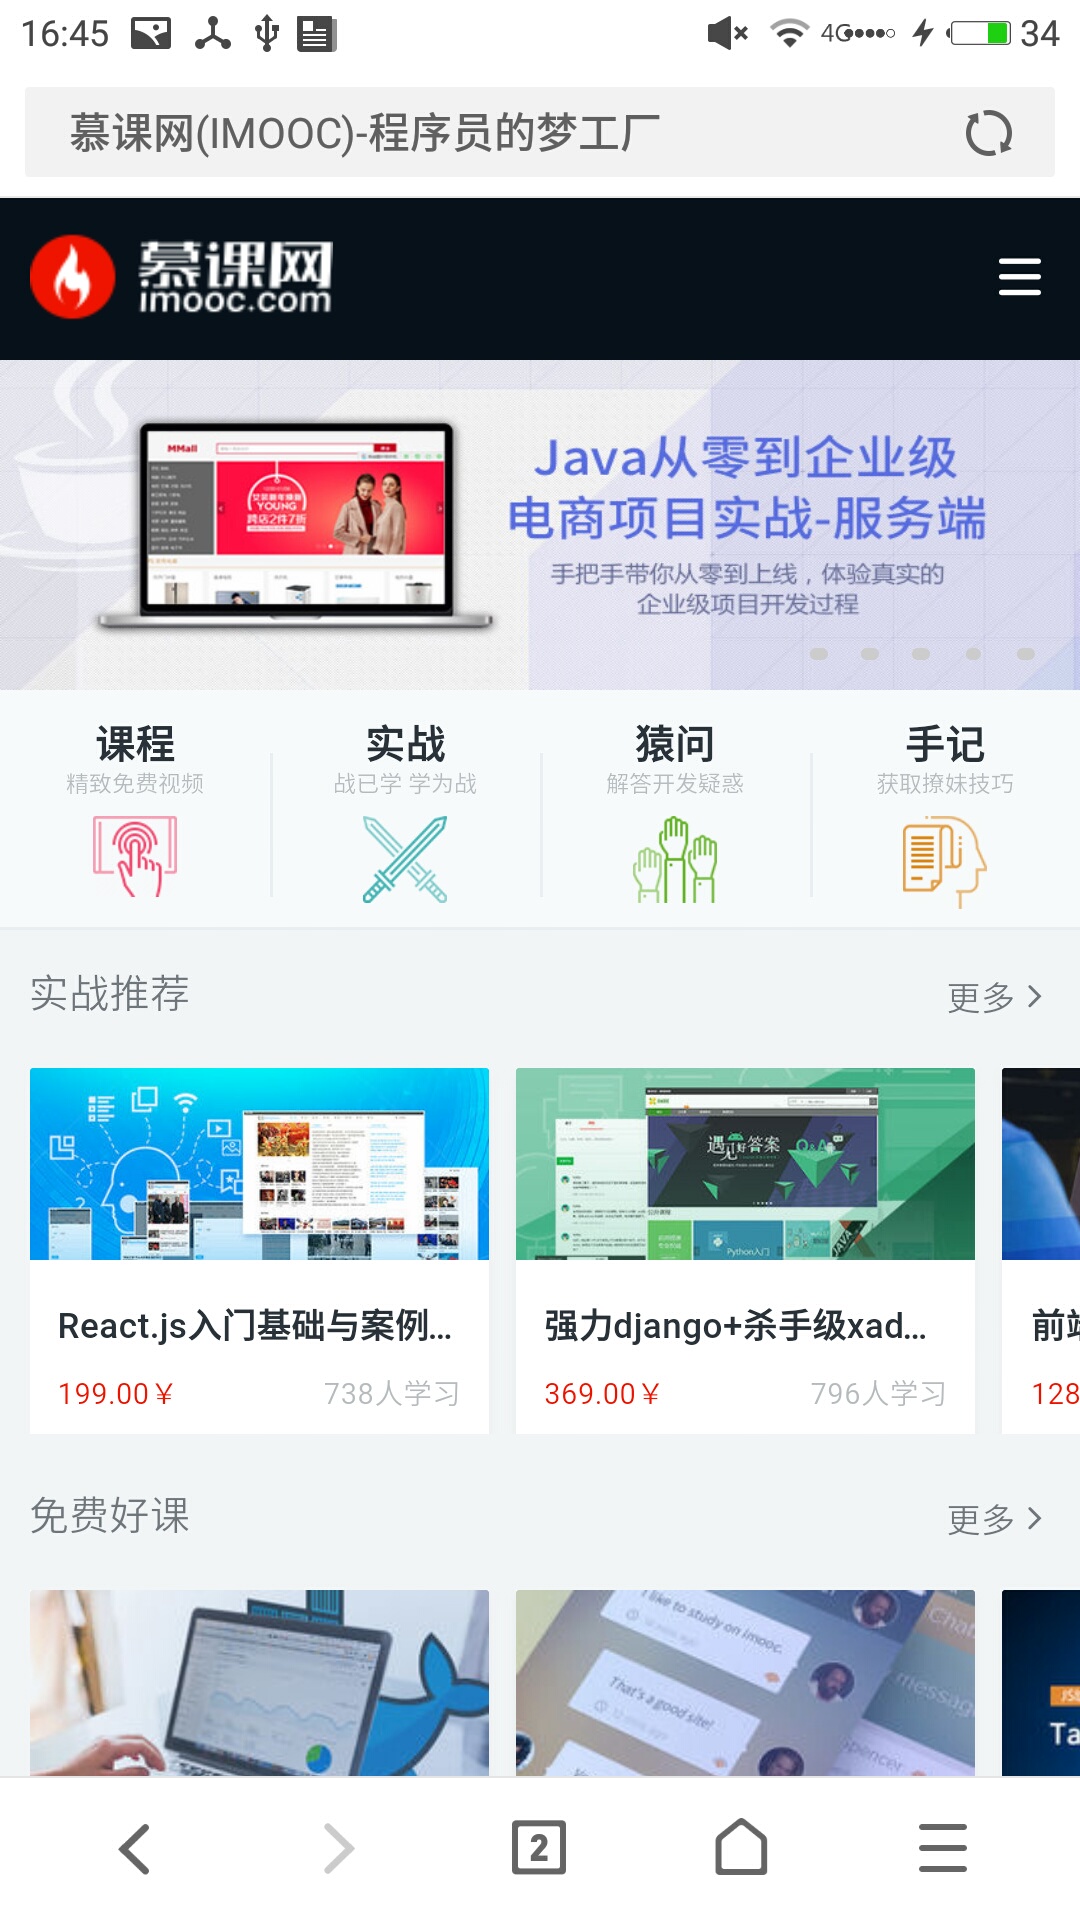 16:45
4G
34
慕课网(IMOOC)-程序员的梦工厂
慕课网
imooc.com
MMall
YOUNG
跨店2件7折
Java从零到企业级
电商项目实战-服务端
手把手带你从零到上线，体验真实的
企业级项目开发过程
课程
实战
猿问
手记
精致免费视频
战已学 学为战
解答开发疑惑
获取撩妹技巧
实战推荐
更多
遇见好答案
Q&A
Python入门
JAVA
React.js入门基础与案例...
强力django+杀手级xad...
前端
199.00￥
738人学习
369.00￥
796人学习
128
免费好课
更多
I like to study on imooc.
That's a good site!
Chat
message
2